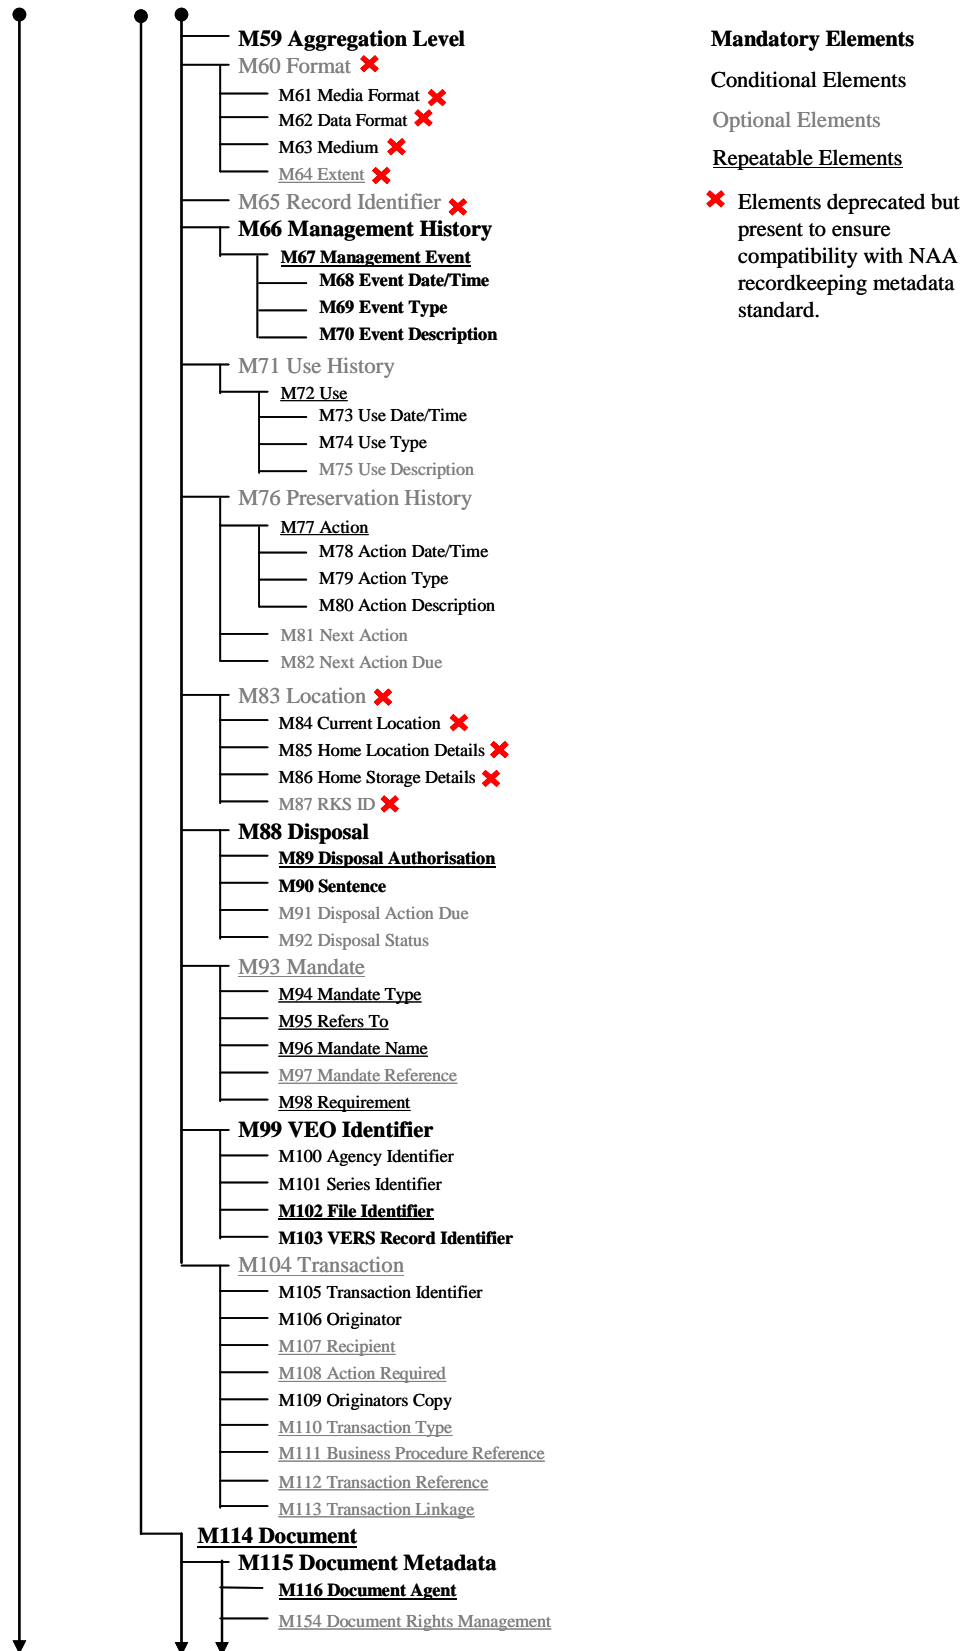 M59 Aggregation Level
M60 Format
M61 Media Format
M62 Data Format
M63 Medium
M64 Extent
M65 Record Identifier
M66 Management History
M67 Management Event
M68 Event Date/Time
M69 Event Type
M70 Event Description
M71 Use History
M72 Use
M73 Use Date/Time
M74 Use Type
M75 Use Description
M76 Preservation History
M77 Action
M78 Action Date/Time
M79 Action Type
M80 Action Description
M81 Next Action
M82 Next Action Due
M83 Location
M84 Current Location
M85 Home Location Details
M86 Home Storage Details
M87 RKS ID
M88 Disposal
M89 Disposal Authorisation
M90 Sentence
M91 Disposal Action Due
M92 Disposal Status
M93 Mandate
M94 Mandate Type
M95 Refers To
M96 Mandate Name
M97 Mandate Reference
M98 Requirement
M99 VEO Identifier
M100 Agency Identifier
M101 Series Identifier
M102 File Identifier
M103 VERS Record Identifier
M104 Transaction
M105 Transaction Identifier
M106 Originator
M107 Recipient
M108 Action Required
M109 Originators Copy
M110 Transaction Type
M111 Business Procedure Reference
M112 Transaction Reference
M113 Transaction Linkage
M114 Document
M115 Document Metadata
M116 Document Agent
M154 Document Rights Management
Mandatory Elements
Conditional Elements
Optional Elements
Repeatable Elements
Elements deprecated but
present to ensure
compatibility with NAA
recordkeeping metadata
standard.